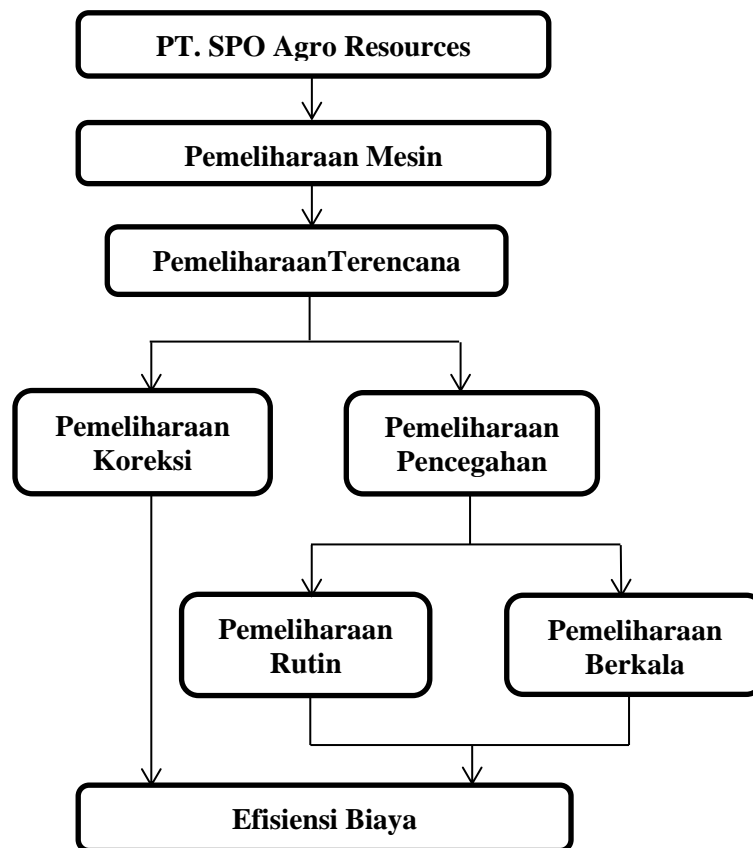 PT. SPO Agro Resources
Pemeliharaan Mesin
PemeliharaanTerencana
Pemeliharaan
Koreksi
Pemeliharaan
Pencegahan
Pemeliharaan
Rutin
Pemeliharaan
Berkala
Efisiensi Biaya